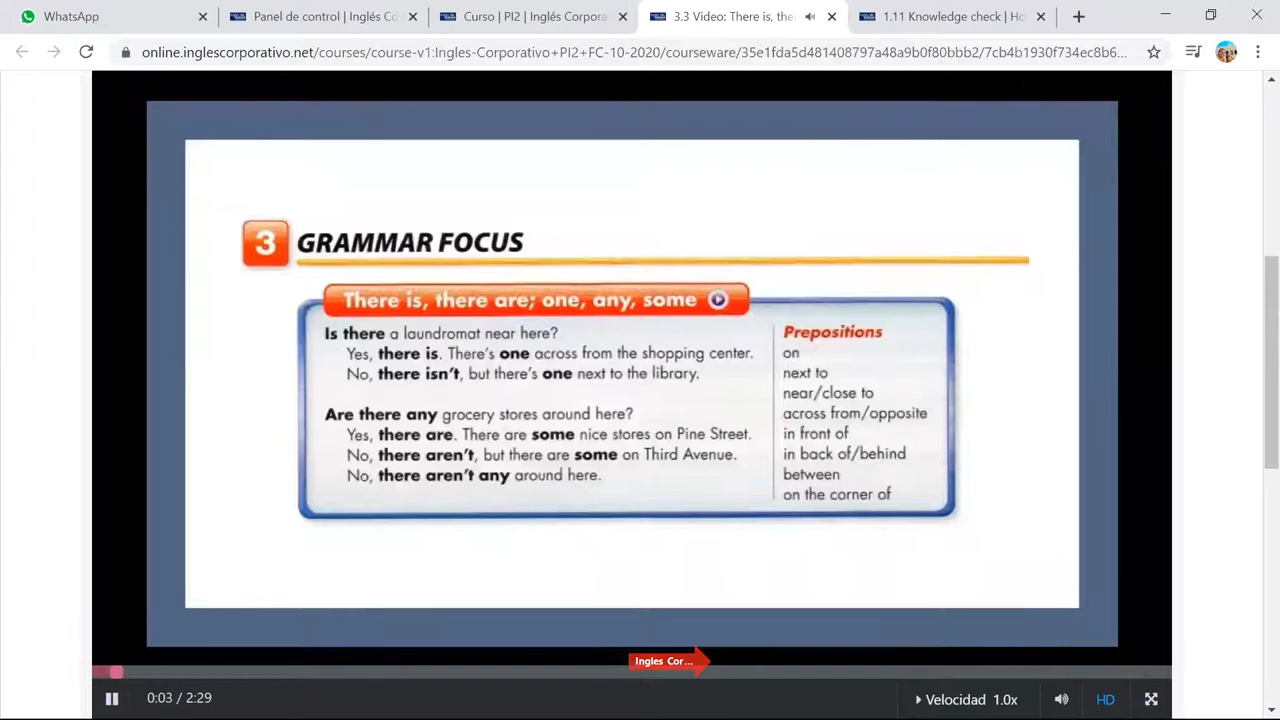 WhatsApp
Panel de control | Inglés Co
Curso | PI2 | Inglés Corpora
3.3 Video: There is, the
1.11 Knowledge check | Ho
online.inglescorporativo.net/courses/course-v1:Ingles-Corporativo+PI2+FC-10-2020/courseware/35e1fda5d481408797a48a9b0f80bbb2/7cb4b1930f734ec8b6...
3 GRAMMAR FOCUS
There is, there are; one, any, some
Is there a laundromat near here?
Yes, there is. There's one across from the shopping center.
No, there isn't, but there's one next to the library.
Are there any grocery stores around here?
Yes, there are. There are some nice stores on Pine Street.
No, there aren't, but there are some on Third Avenue.
No, there aren't any around here.
Prepositions
on
next to
near/close to
across from/opposite
in front of
in back of/behind
between
on the corner of
Ingles Cor...
0:03 / 2:29
Velocidad 1.0x
HD